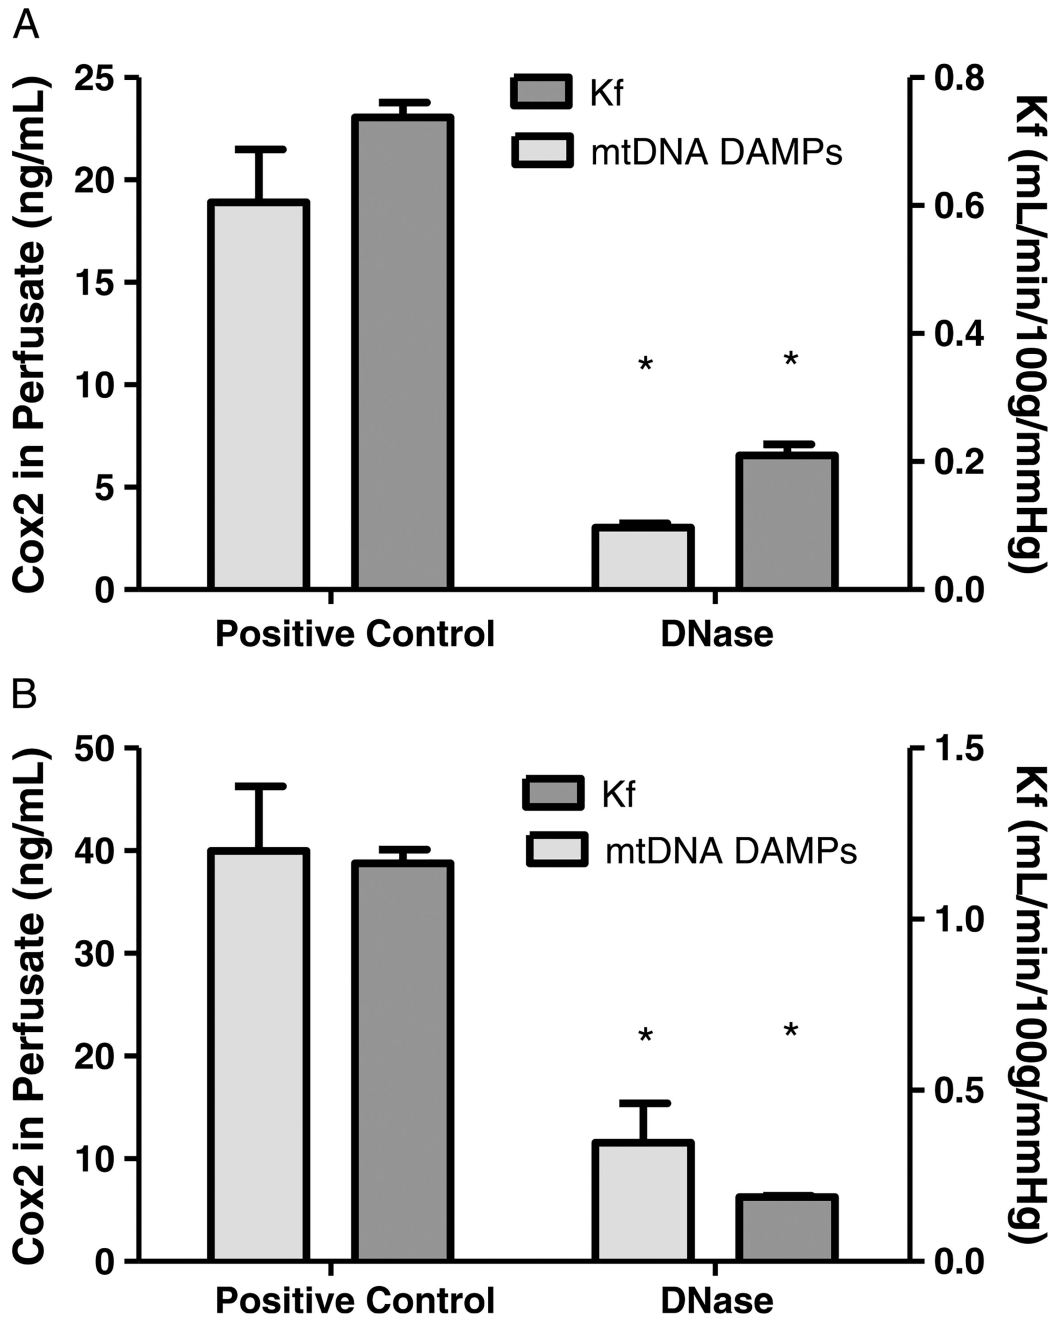 A
Cox2 in Perfusate (ng/mL)
25
20
15
10
5
0
Kf
mtDNA DAMPs
*
*
0.8
0.6
0.4
0.2
0.0
Kf (mL/min/100g/mmHg)
Positive Control
DNase
B
Cox2 in Perfusate (ng/mL)
50
40
30
20
10
0
Kf
mtDNA DAMPs
*
*
1.5
1.0
0.5
0.0
Kf (mL/min/100g/mmHg)
Positive Control
DNase